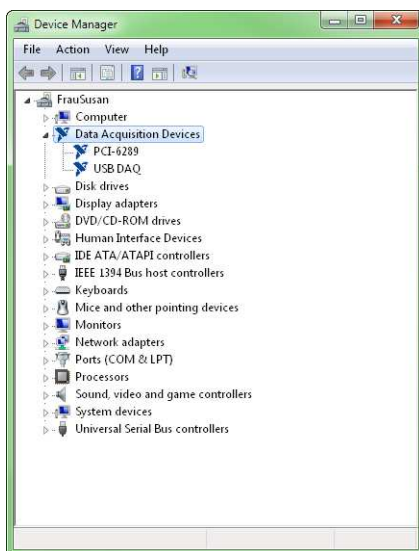 Device Manager
File Action View Help
FrauSusan
Computer
Data Acquisition Devices
PCI-6289
USB DAQ
Disk drives
Display adapters
DVD/CD-ROM drives
Human Interface Devices
IDE ATA/ATAPI controllers
IEEE 1394 Bus host controllers
Keyboards
Mice and other pointing devices
Monitors
Network adapters
Ports (COM & LPT)
Processors
Sound, video and game controllers
System devices
Universal Serial Bus controllers